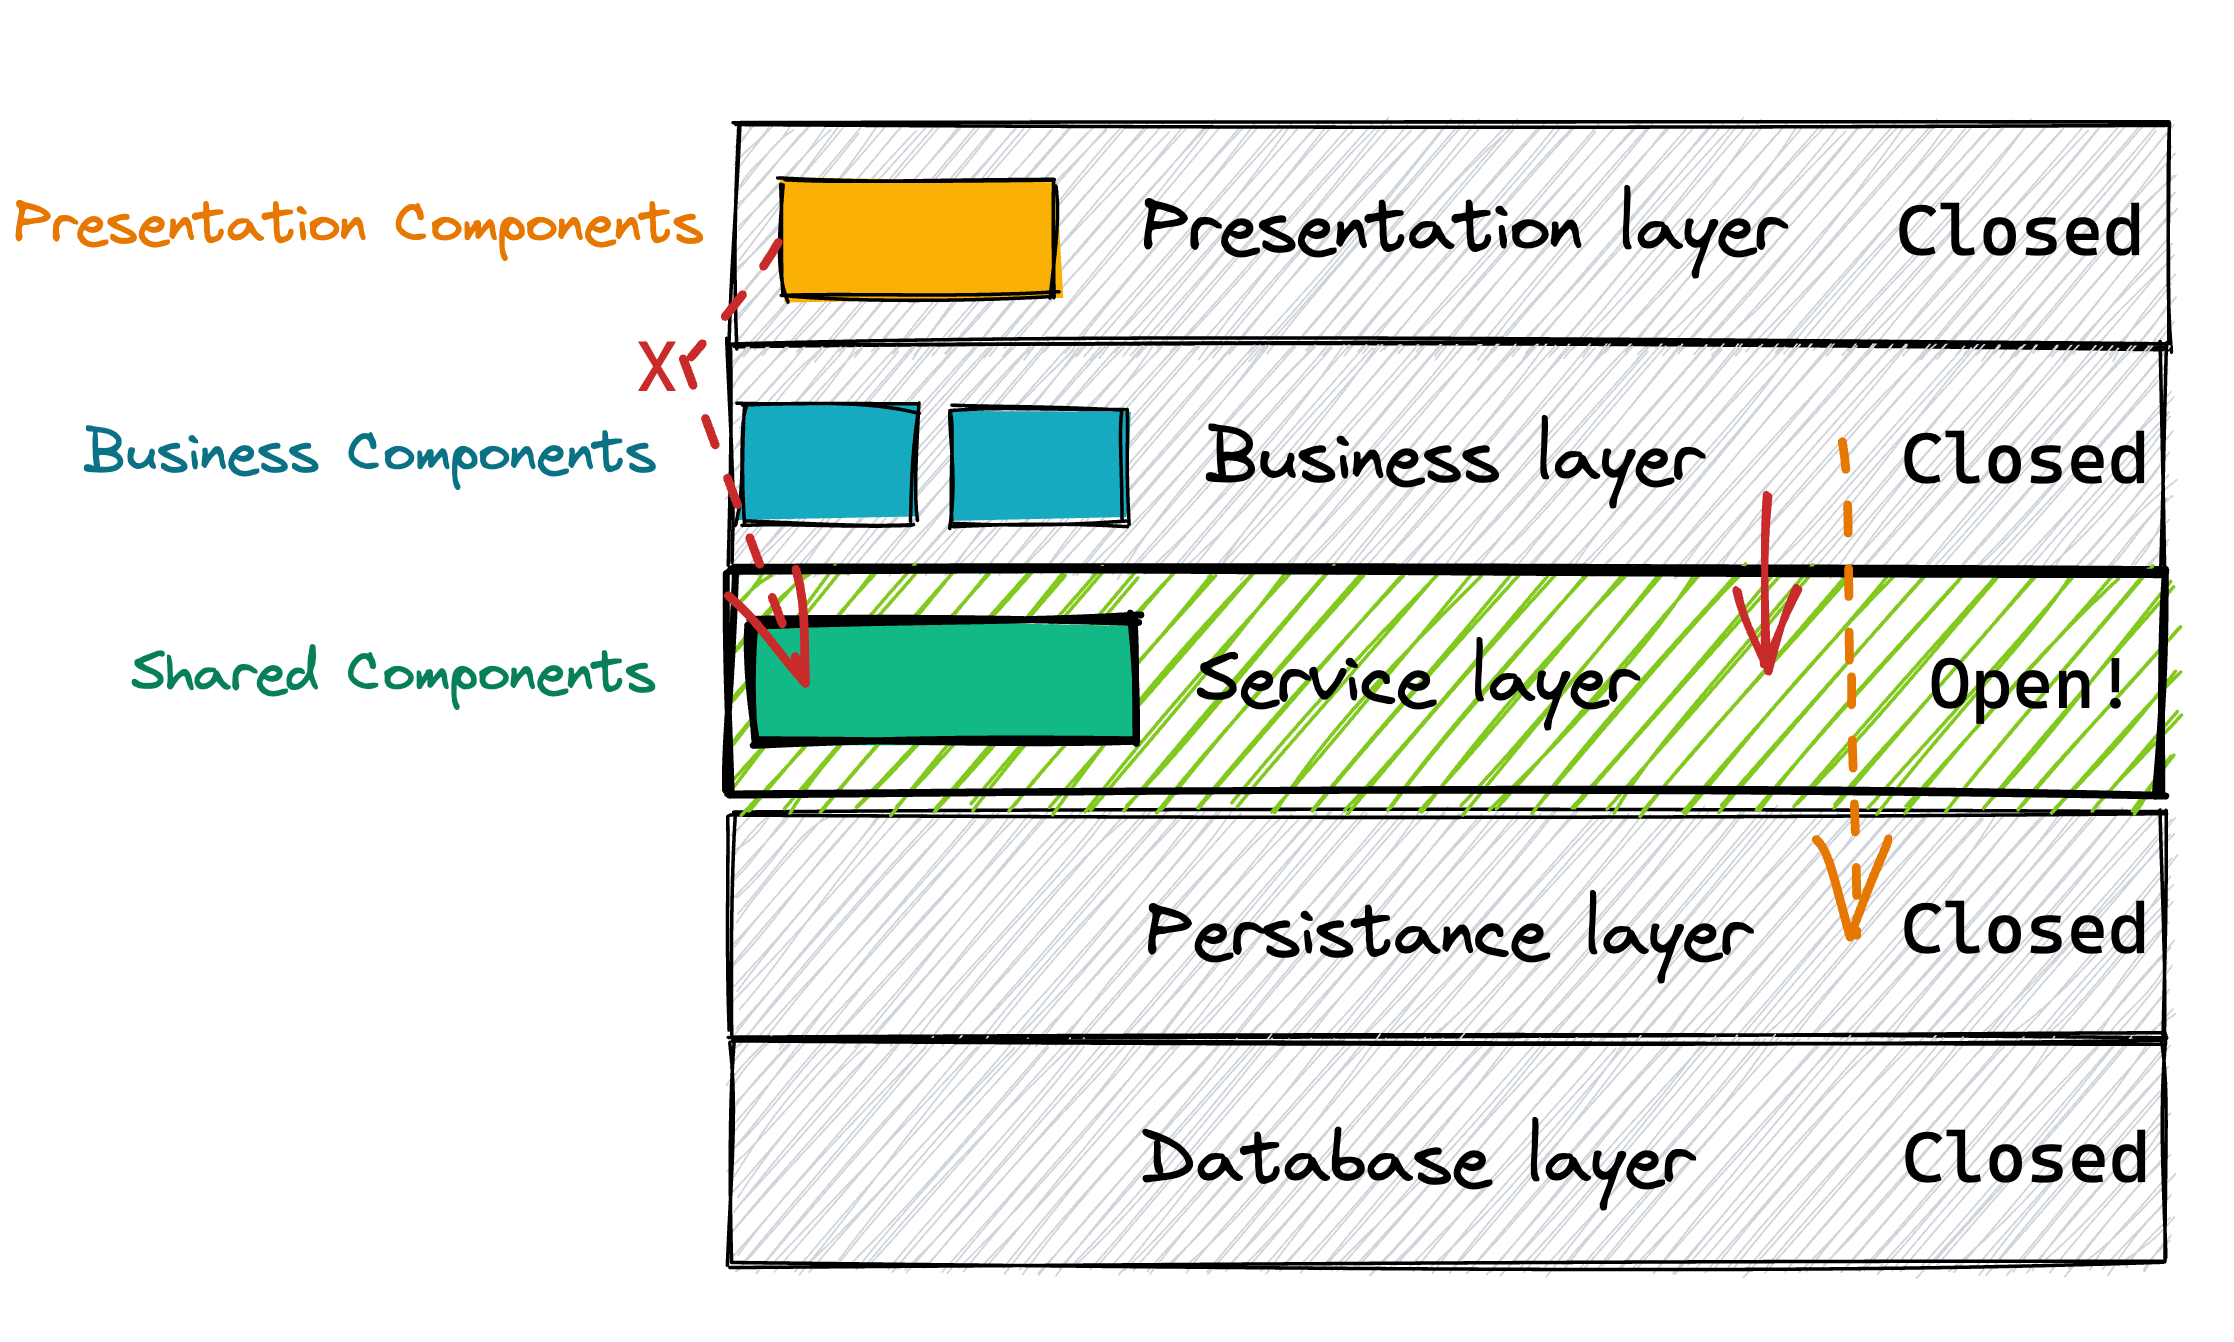 Presentation Components Presentation layer Closed
X
Business Components Business layer Closed
Shared Components Service layer Open!
Persistance layer Closed
Database layer Closed